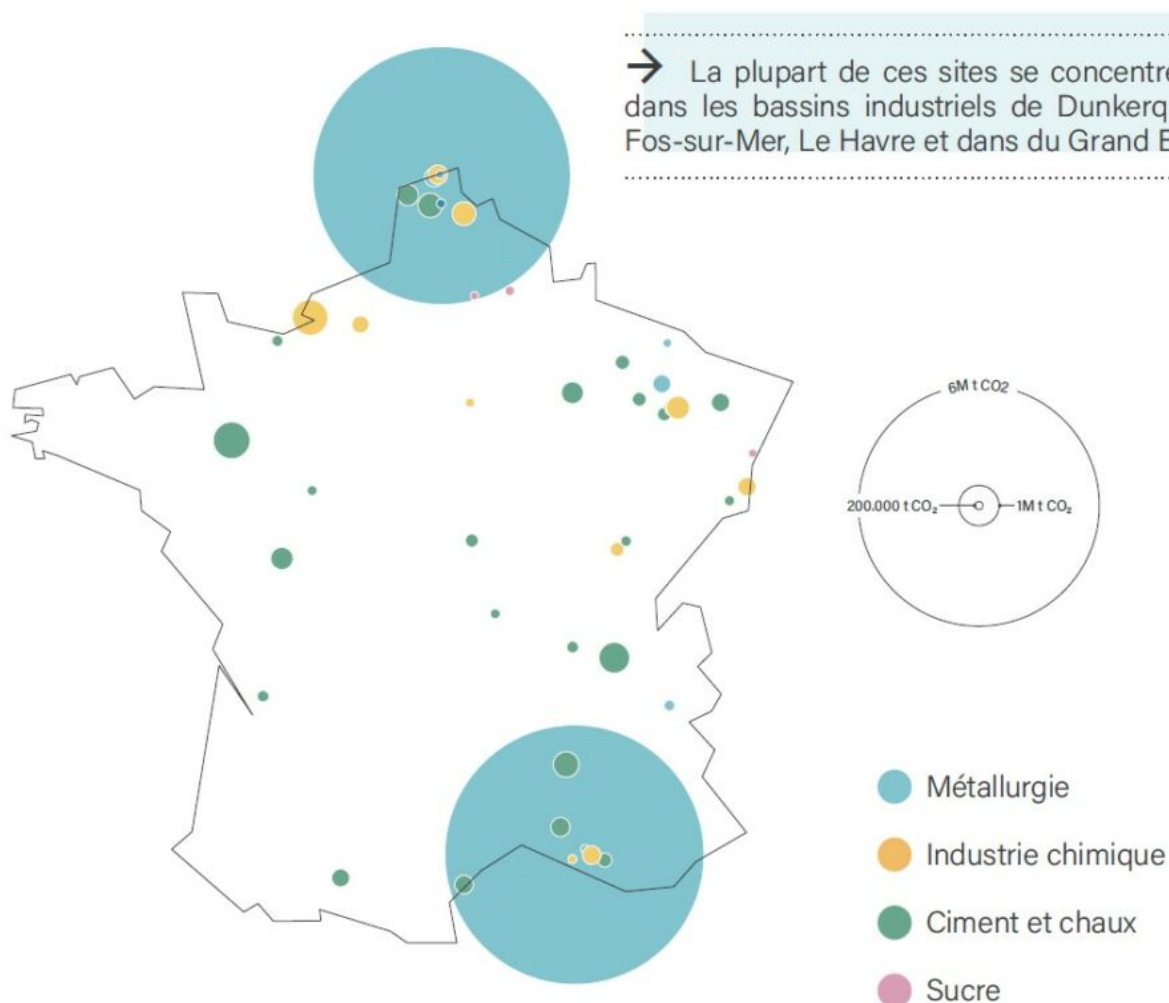 → La plupart de ces sites se concentre
dans les bassins industriels de Dunkerq
Fos-sur-Mer, Le Havre et dans du Grand E
6M t CO2
200.000 t CO₂
1M t CO₂
Métallurgie
Industrie chimique
Ciment et chaux
Sucre